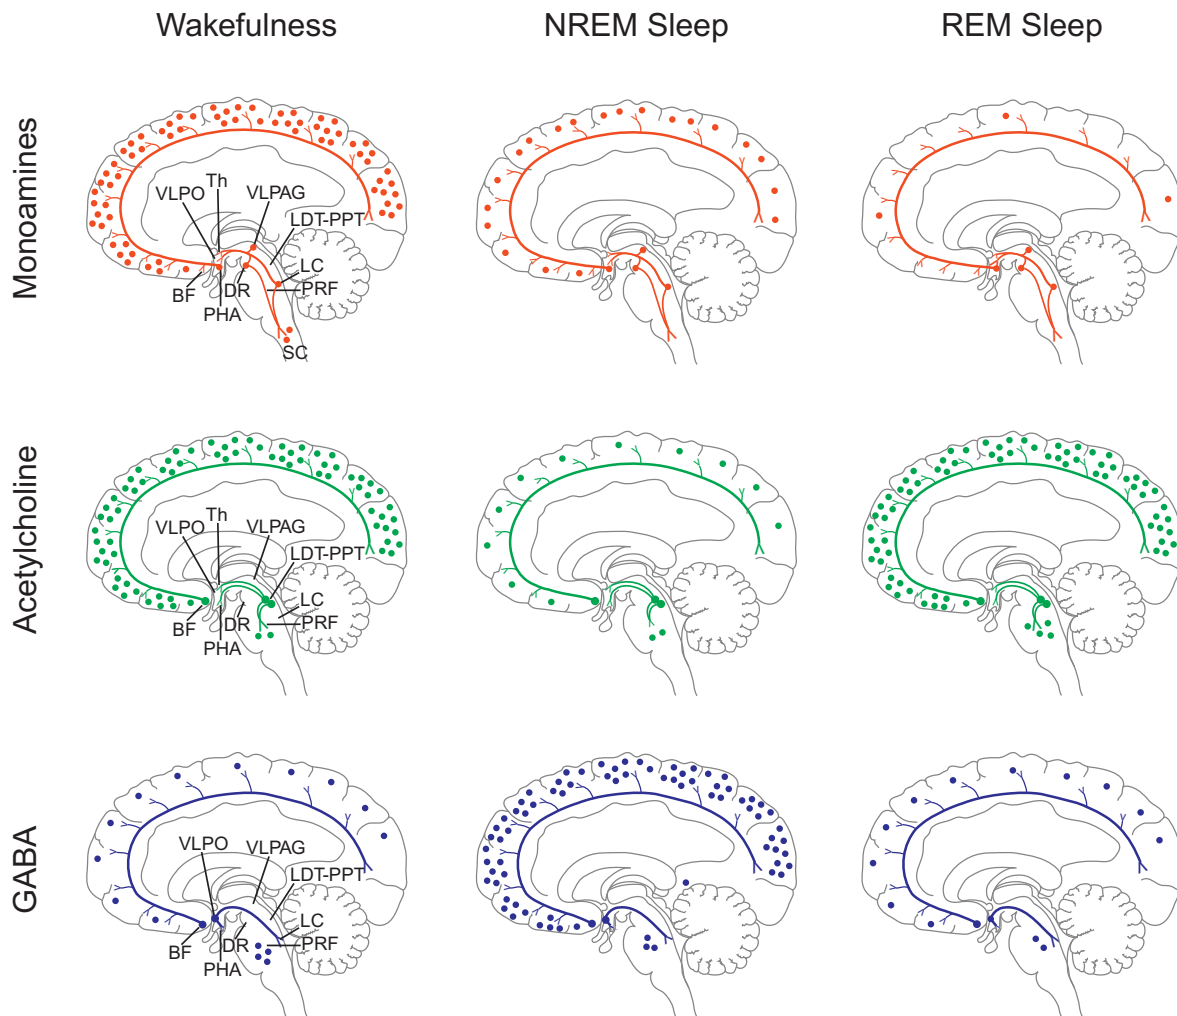 Wakefulness
NREM Sleep
REM Sleep
Monoamines
Th
VLPO
VLPAG
LDT-PPT
LC
BF
DR
PRF
PHA
SC
Acetylcholine
Th
VLPO
VLPAG
LDT-PPT
LC
BF
DR
PRF
PHA
GABA
VLPO
VLPAG
LDT-PPT
LC
BF
DR
PRF
PHA